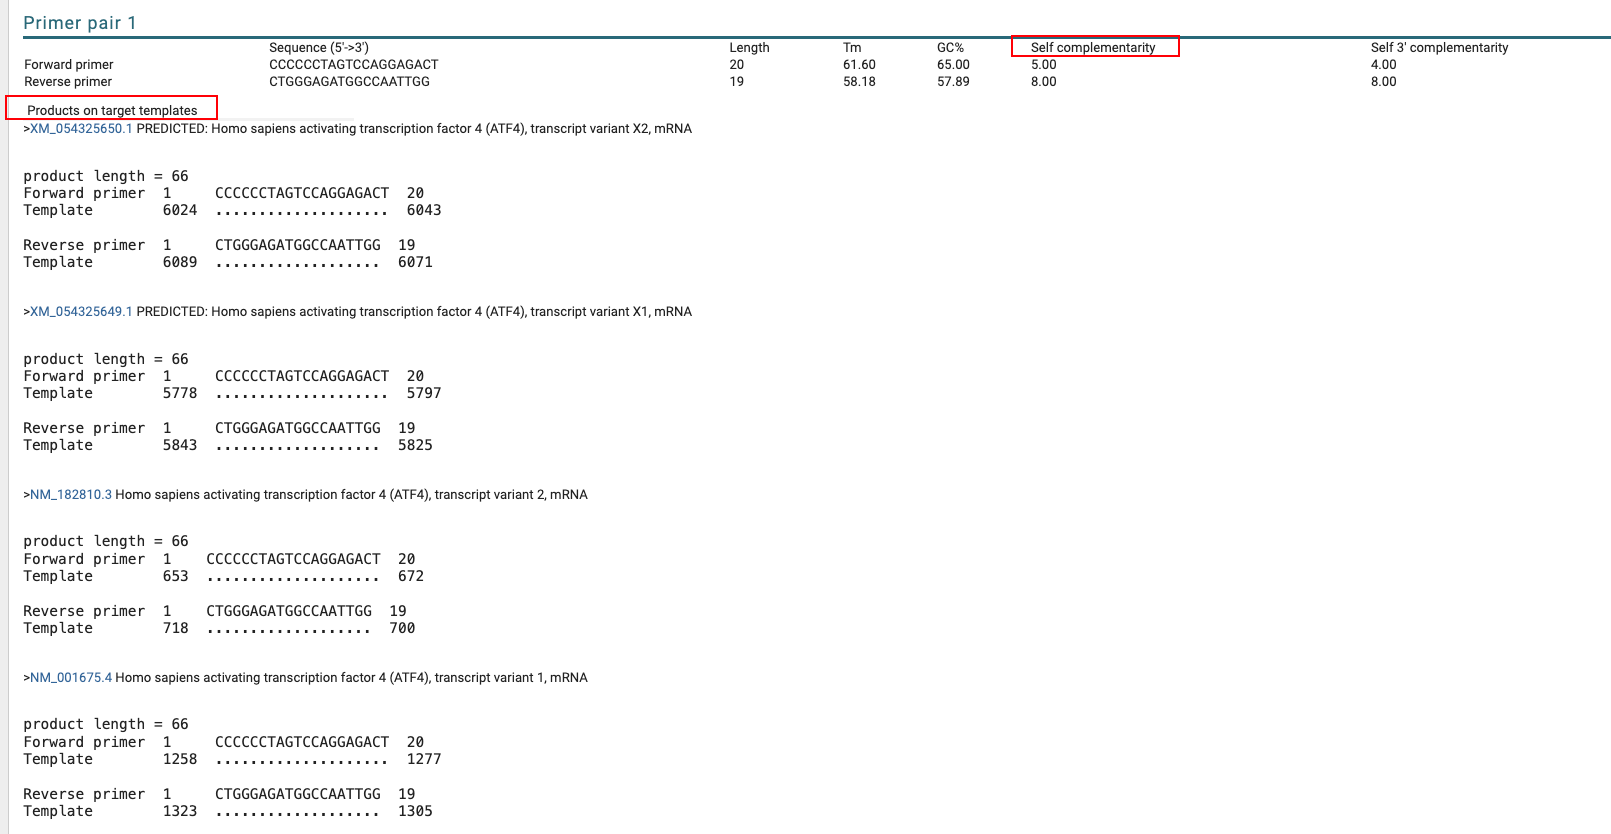 Primer pair 1
Sequence (5'->3') Length Tm GC% Self complementarity Self 3' complementarity
Forward primer CCCCCCTAGTCCAGGAGACT 20 61.60 65.00 5.00 4.00
Reverse primer CTGGGAGATGGCCAATTGG 19 58.18 57.89 8.00 8.00
Products on target templates
>XM_054325650.1 PREDICTED: Homo sapiens activating transcription factor 4 (ATF4), transcript variant X2, mRNA
product length = 66
Forward primer 1 CCCCCCTAGTCCAGGAGACT 20
Template 6024 .................... 6043
Reverse primer 1 CTGGGAGATGGCCAATTGG 19
Template 6089 ................... 6071
>XM_054325649.1 PREDICTED: Homo sapiens activating transcription factor 4 (ATF4), transcript variant X1, mRNA
product length = 66
Forward primer 1 CCCCCCTAGTCCAGGAGACT 20
Template 5778 .................... 5797
Reverse primer 1 CTGGGAGATGGCCAATTGG 19
Template 5843 ................... 5825
>NM_182810.3 Homo sapiens activating transcription factor 4 (ATF4), transcript variant 2, mRNA
product length = 66
Forward primer 1 CCCCCCTAGTCCAGGAGACT 20
Template 653 .................... 672
Reverse primer 1 CTGGGAGATGGCCAATTGG 19
Template 718 ................... 700
>NM_001675.4 Homo sapiens activating transcription factor 4 (ATF4), transcript variant 1, mRNA
product length = 66
Forward primer 1 CCCCCCTAGTCCAGGAGACT 20
Template 1258 .................... 1277
Reverse primer 1 CTGGGAGATGGCCAATTGG 19
Template 1323 ................... 1305